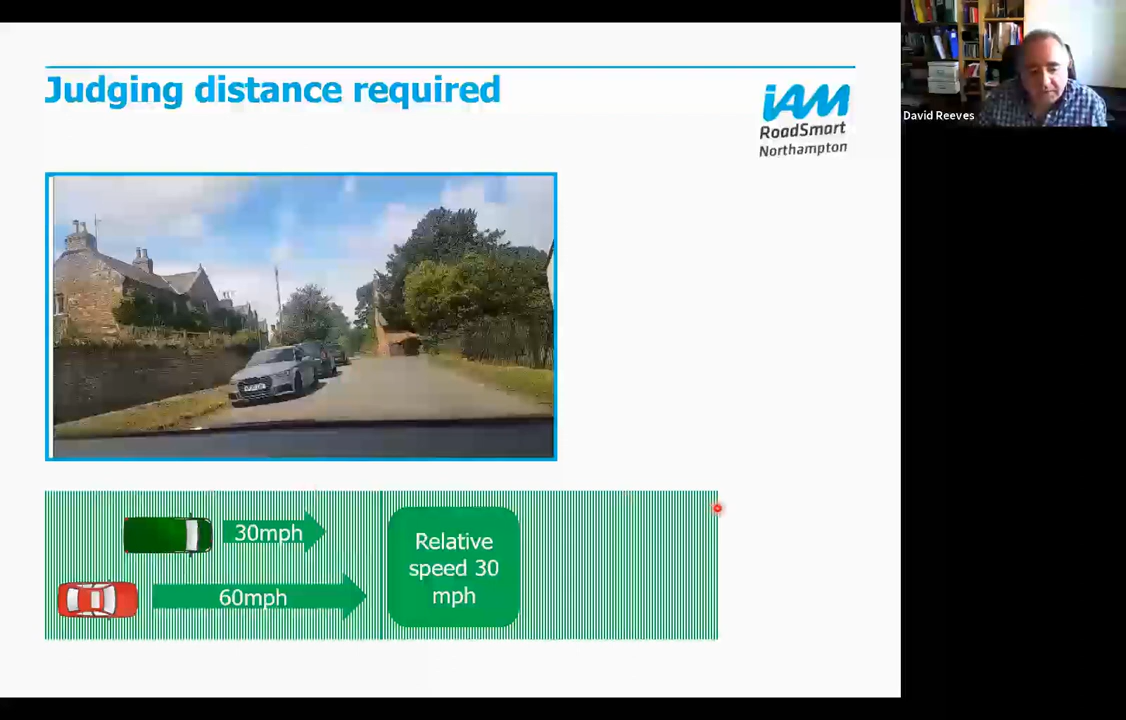 Judging distance required
iAM
RoadSmart
Northampton
David Reeves
30mph
60mph
Relative
speed 30
mph